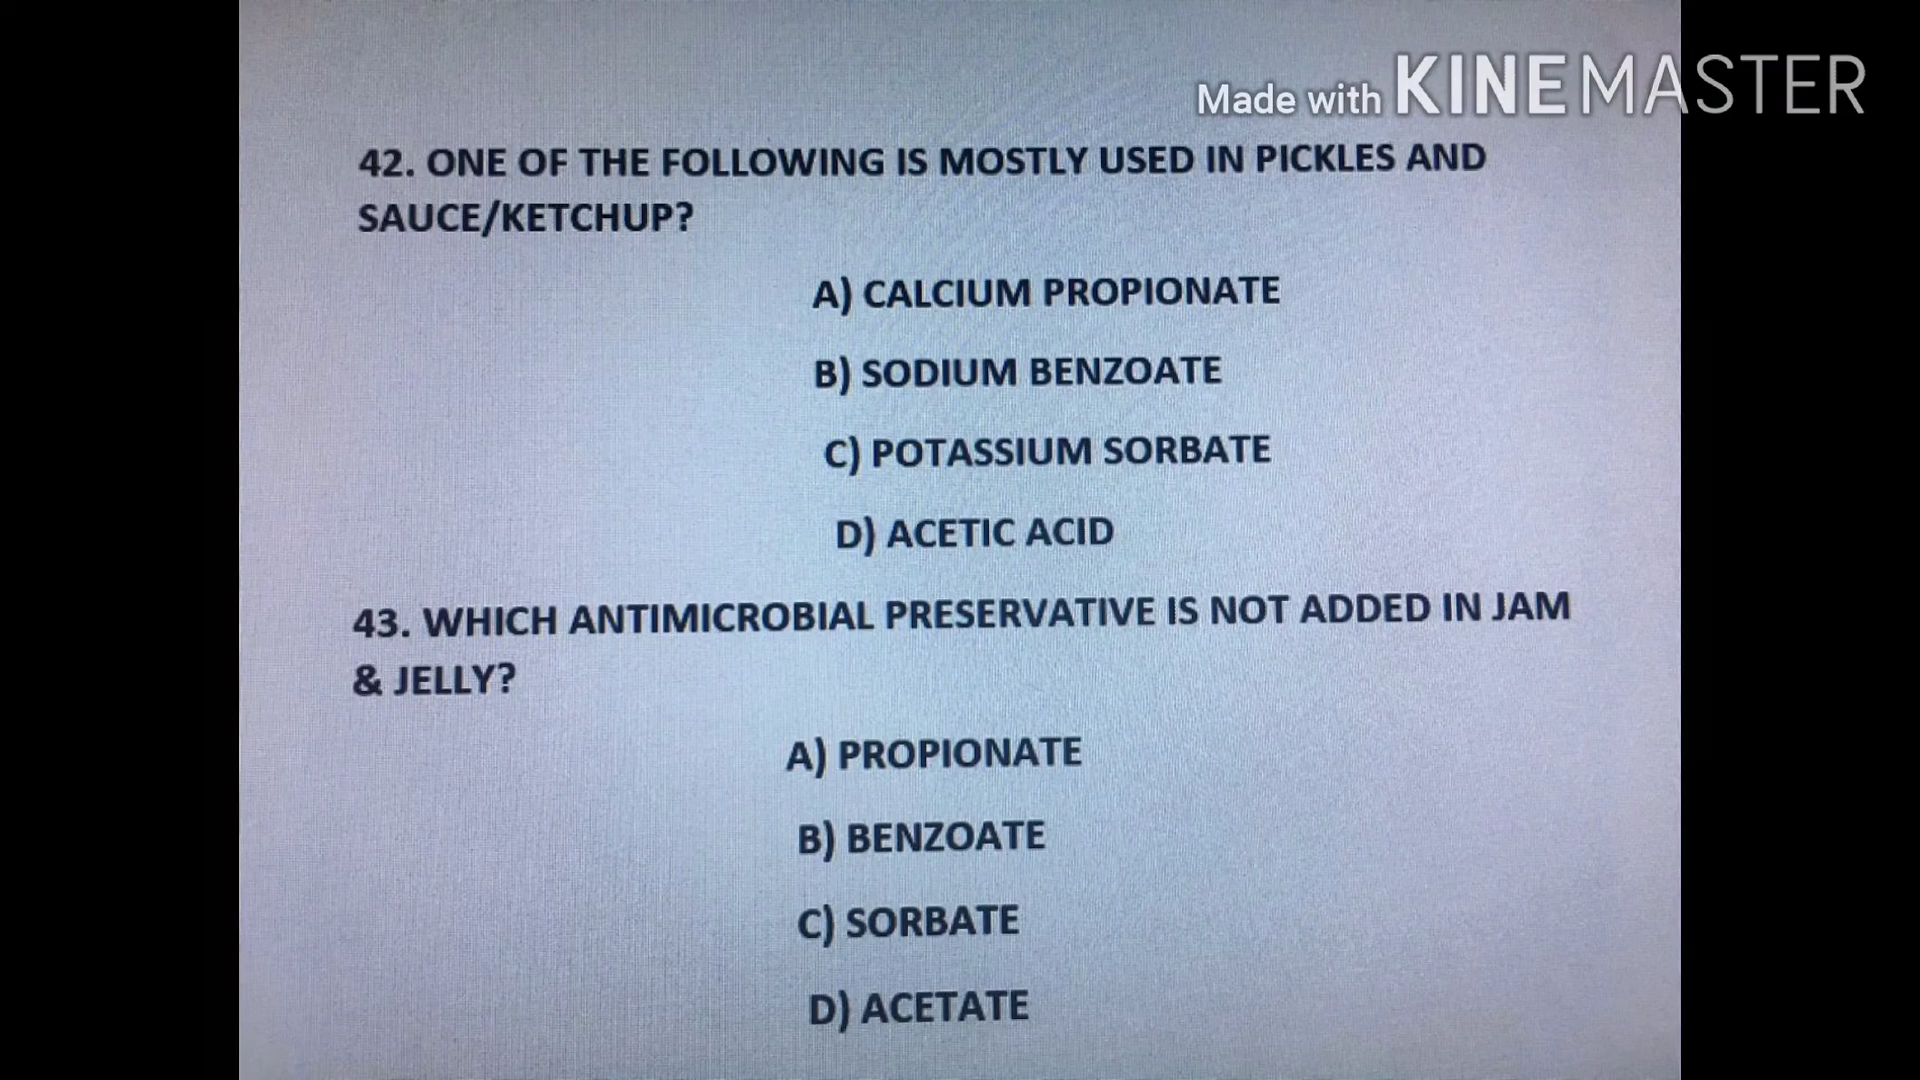 Made with KINEMASTER
42. ONE OF THE FOLLOWING IS MOSTLY USED IN PICKLES AND
SAUCE/KETCHUP?
A) CALCIUM PROPIONATE
B) SODIUM BENZOATE
C) POTASSIUM SORBATE
D) ACETIC ACID
43. WHICH ANTIMICROBIAL PRESERVATIVE IS NOT ADDED IN JAM
& JELLY?
A) PROPIONATE
B) BENZOATE
C) SORBATE
D) ACETATE